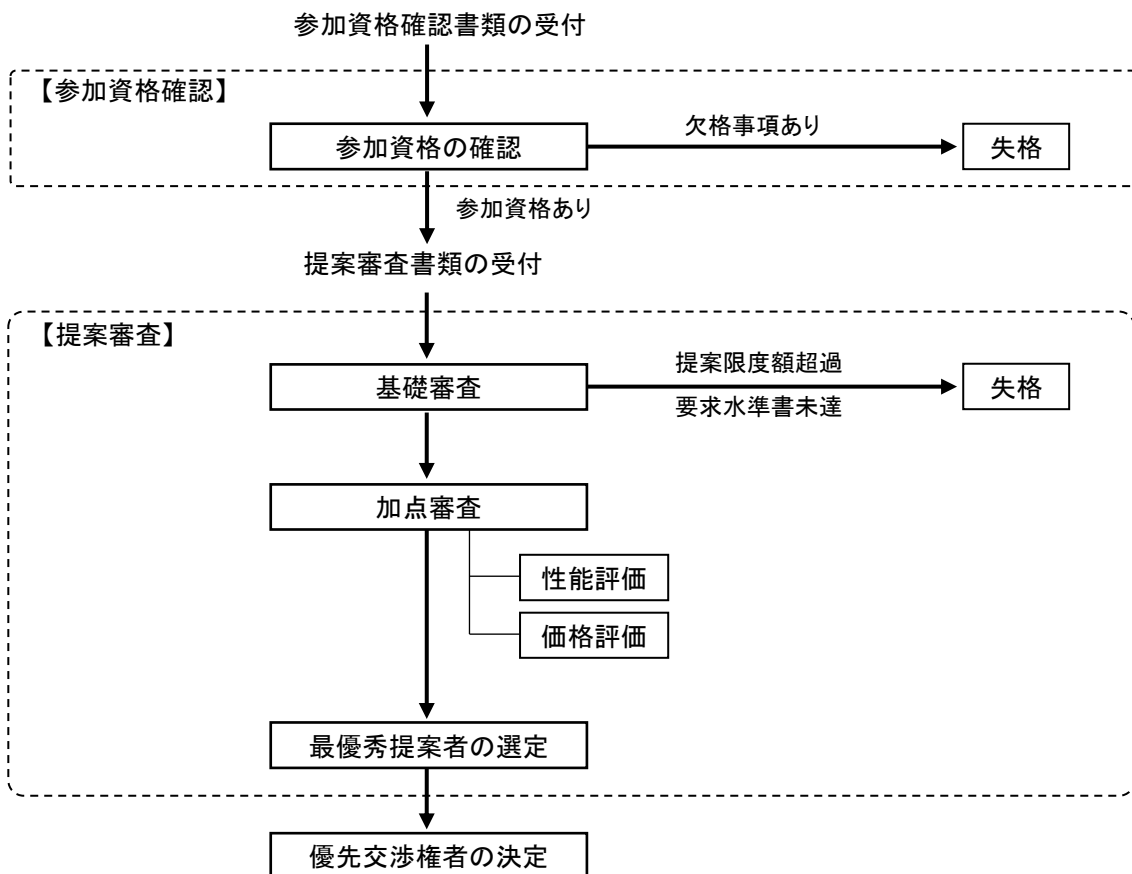 参加資格確認書類の受付
【参加資格確認】
欠格事項あり
参加資格の確認
失格
参加資格あり
提案審査書類の受付
【提案審査】
提案限度額超過
基礎審査
失格
要求水準書未達
加点審査
性能評価
価格評価
最優秀提案者の選定
優先交渉権者の決定